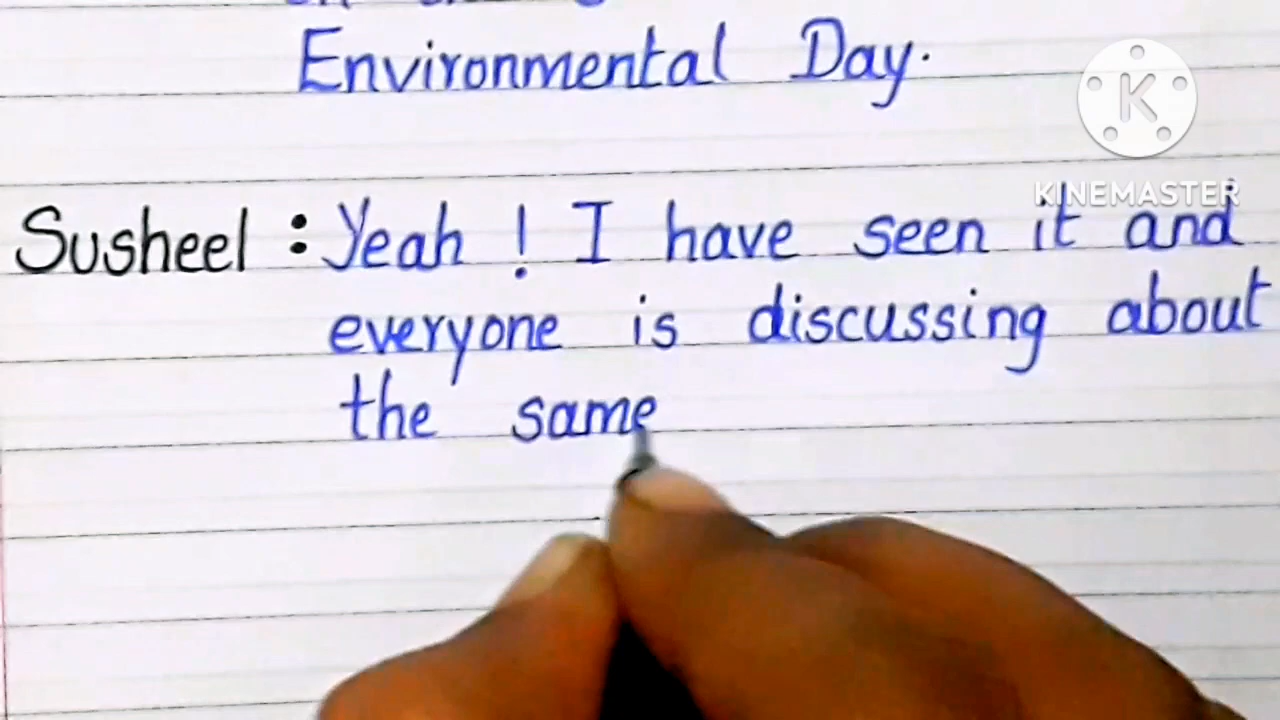 Environmental Day.
K
KINEMASTER
Susheel : Yeah ! I have seen it and
everyone is discussing about
the same